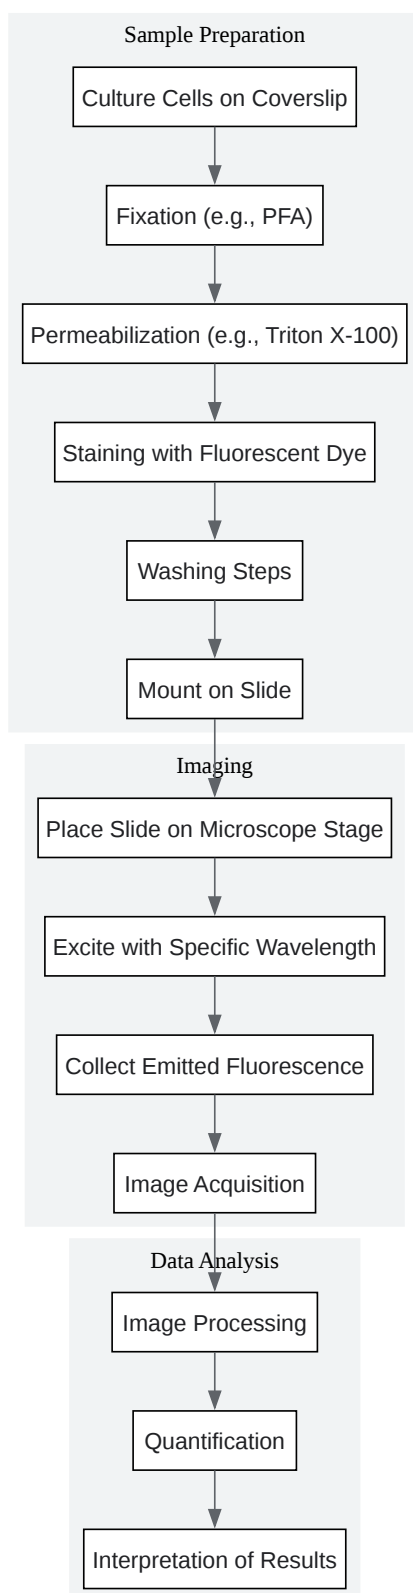 Sample Preparation
Culture Cells on Coverslip
Fixation (e.g., PFA)
Permeabilization (e.g., Triton X-100)
Staining with Fluorescent Dye
Washing Steps
Mount on Slide
Imaging
Place Slide on Microscope Stage
Excite with Specific Wavelength
Collect Emitted Fluorescence
Image Acquisition
Data Analysis
Image Processing
Quantification
Interpretation of Results